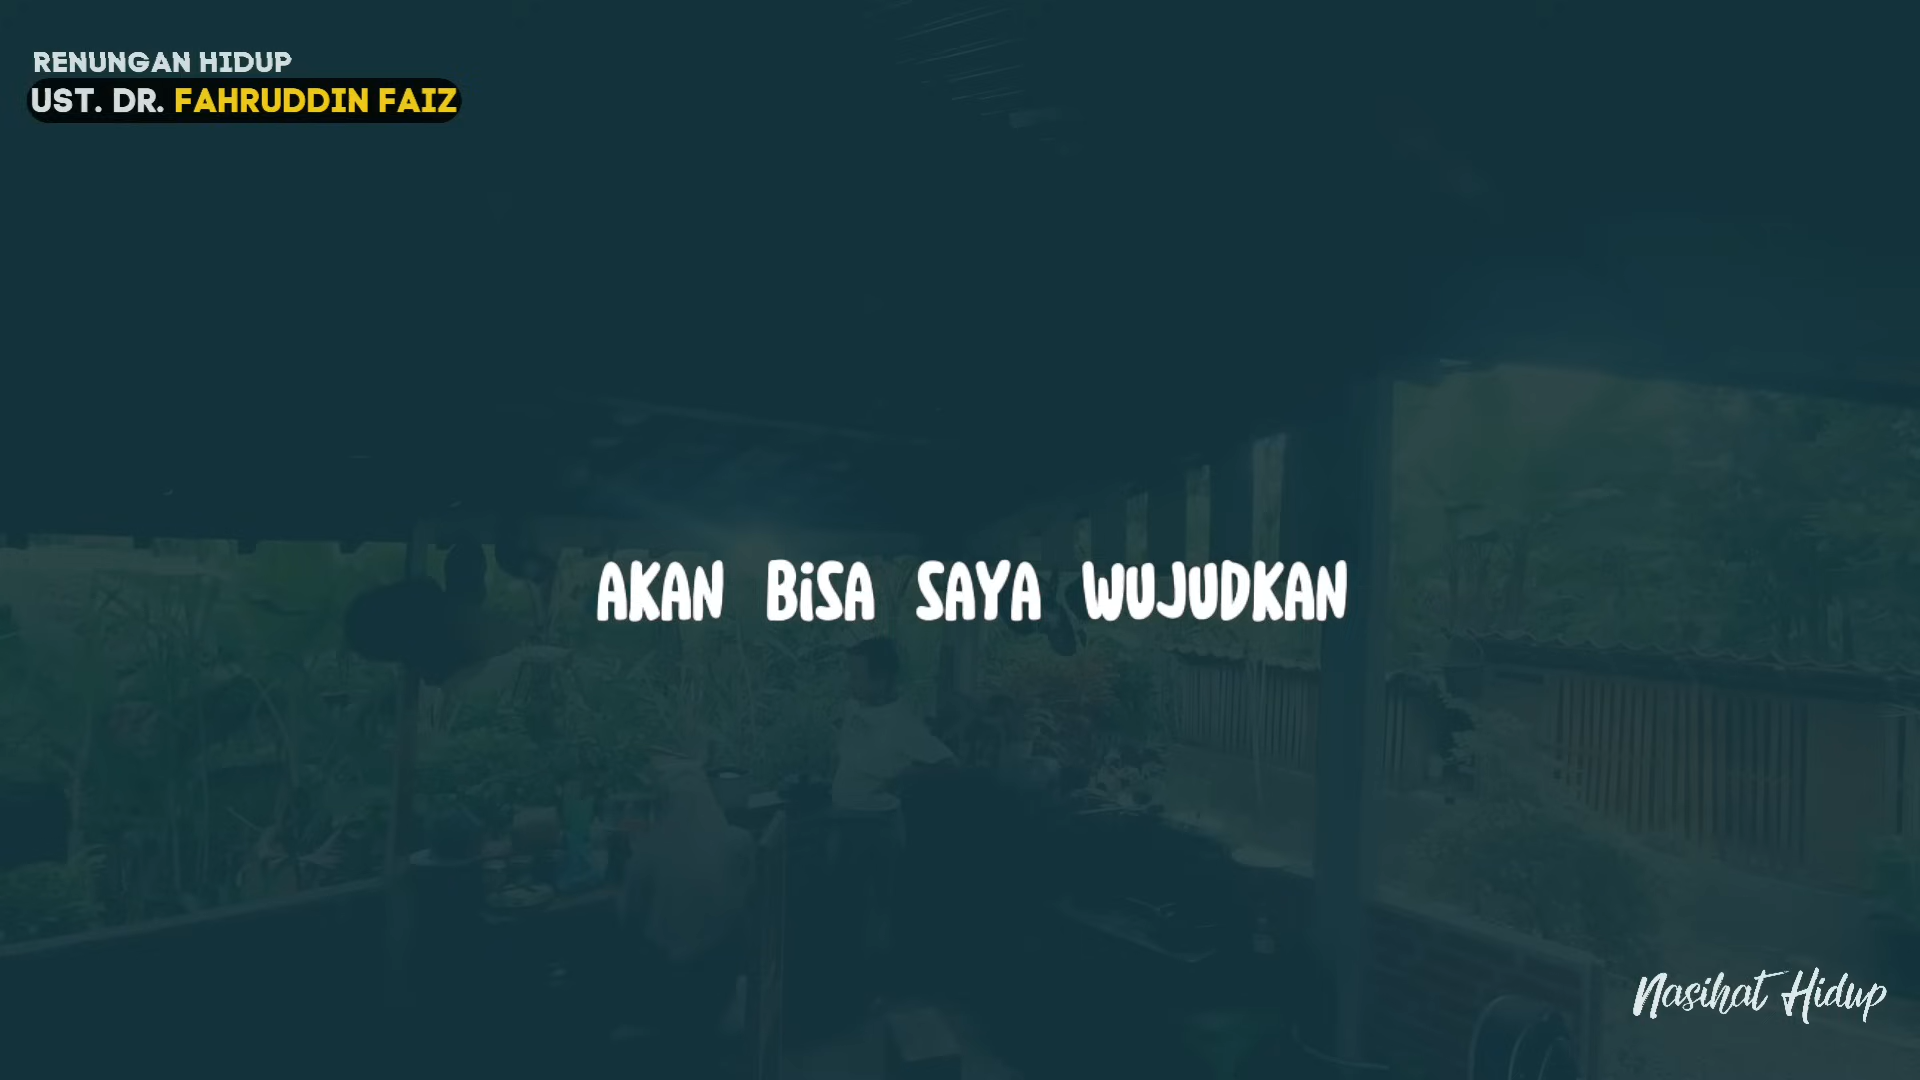 RENUNGAN HIDUP
UST. DR. FAHRUDDIN FAIZ
AKAN BiSA SAYA WUJUDKAN
Nasihat Hidup